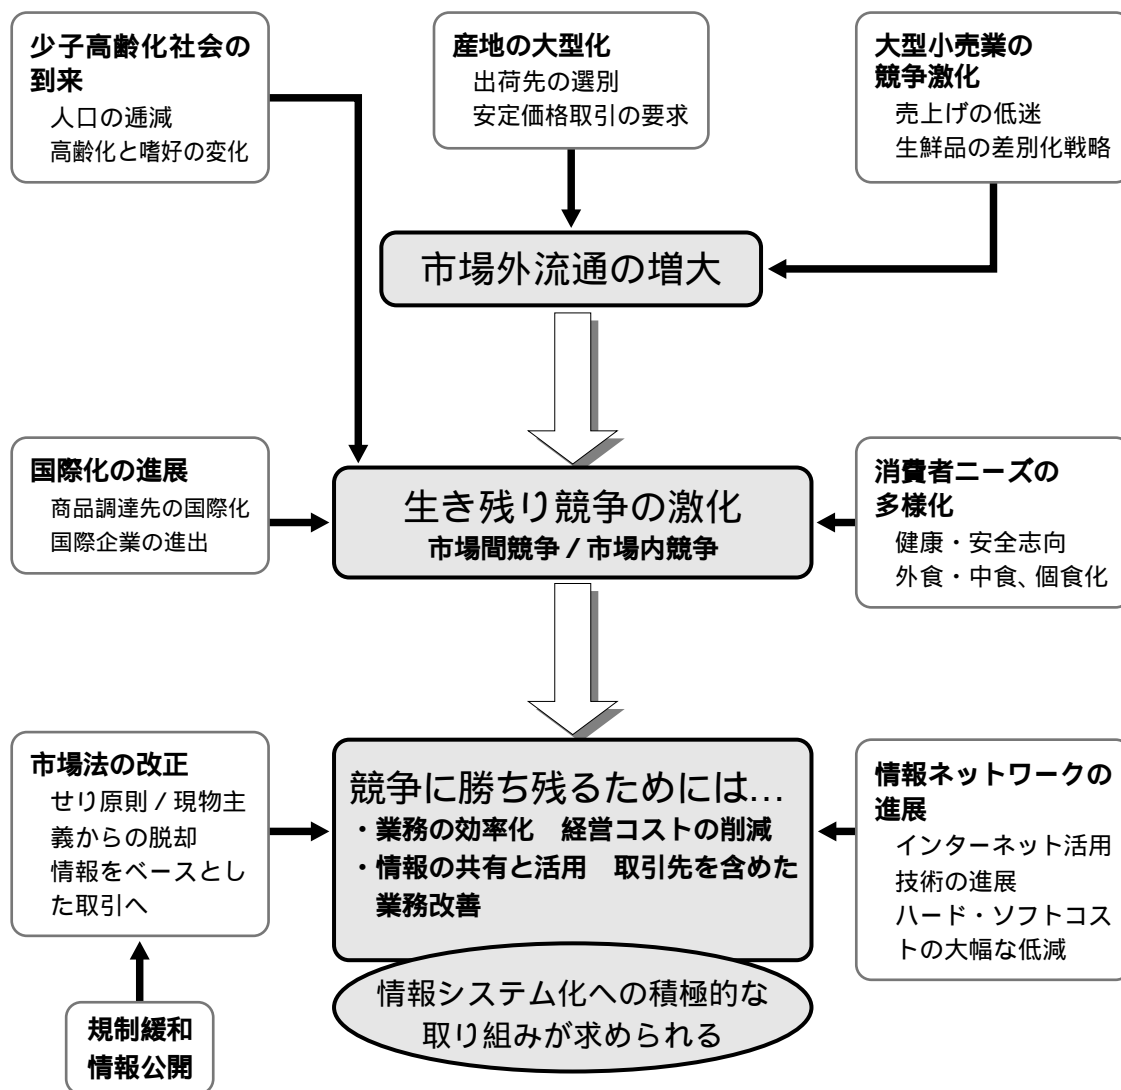 少子高齢化社会の
到来
人口の逓減
高齢化と嗜好の変化
産地の大型化
出荷先の選別
安定価格取引の要求
大型小売業の
競争激化
売上げの低迷
生鮮品の差別化戦略
市場外流通の増大
国際化の進展
商品調達先の国際化
国際企業の進出
生き残り競争の激化
市場間競争 / 市場内競争
消費者ニーズの
多様化
健康・安全志向
外食・中食、個食化
市場法の改正
せり原則 / 現物主
義からの脱却
情報をベースとし
た取引へ
競争に勝ち残るためには…
・業務の効率化　経営コストの削減
・情報の共有と活用　取引先を含めた
業務改善
情報ネットワークの
進展
インターネット活用
技術の進展
ハード・ソフトコス
トの大幅な低減
情報システム化への積極的な
取り組みが求められる
規制緩和
情報公開